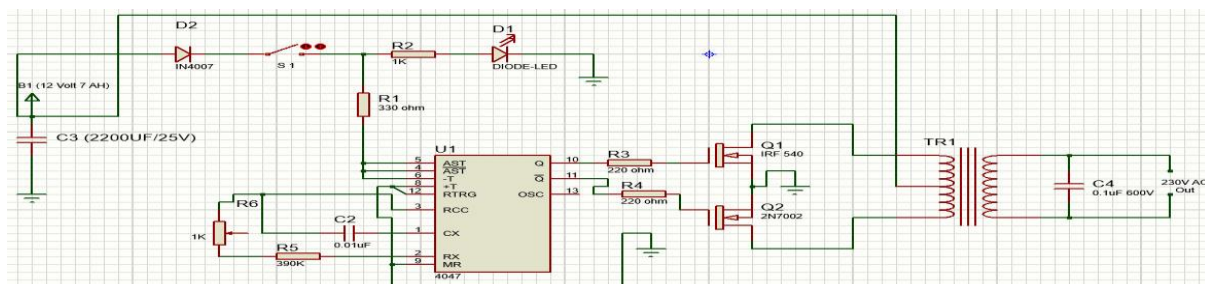 D2
IN4007
S 1
R2
1K
D1
DIODE-LED
B1 (12 Volt 7 AH)
C3 (2200UF/25V)
R1
330 ohm
U1
5
4
6
8
12
3
1
2
9
AST
AST
-T
+T
RTRG
RCC
CX
RX
MR
Q
Q
OSC
10
11
13
4047
R6
1K
C2
0.01uF
R5
390K
R3
220 ohm
R4
220 ohm
Q1
IRF 540
Q2
2N7002
TR1
C4
0.1uF 600V
230V AC
Out